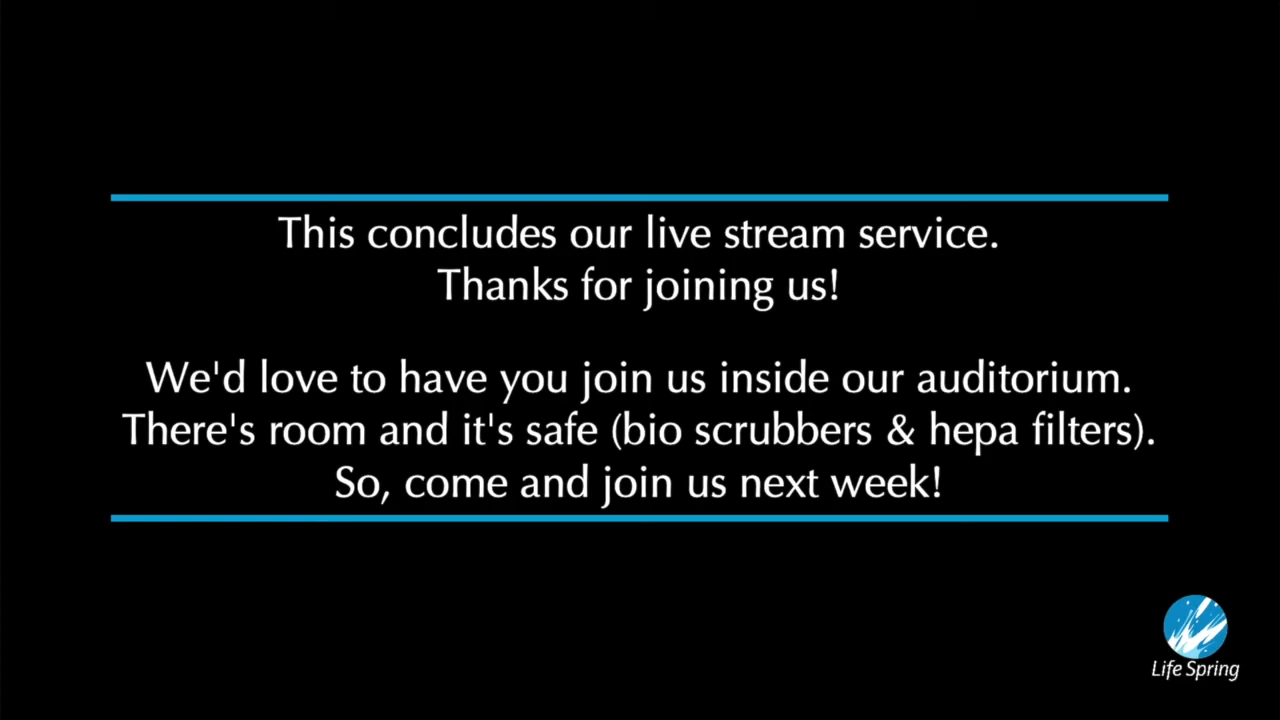 This concludes our live stream service.
Thanks for joining us!
We'd love to have you join us inside our auditorium.
There's room and it's safe (bio scrubbers & hepa filters).
So, come and join us next week!
Life Spring